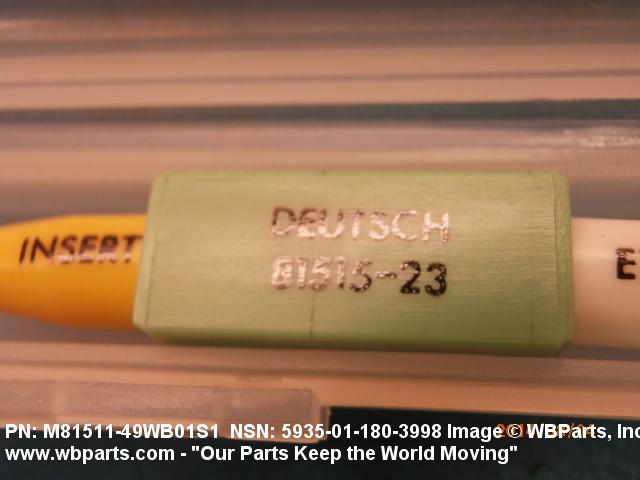 INSERT
DEUTSCH
81515-23
E
PN: M81511-49WB01S1 NSN: 5935-01-180-3998 Image © WBParts, Inc
www.wbparts.com - "Our Parts Keep the World Moving"